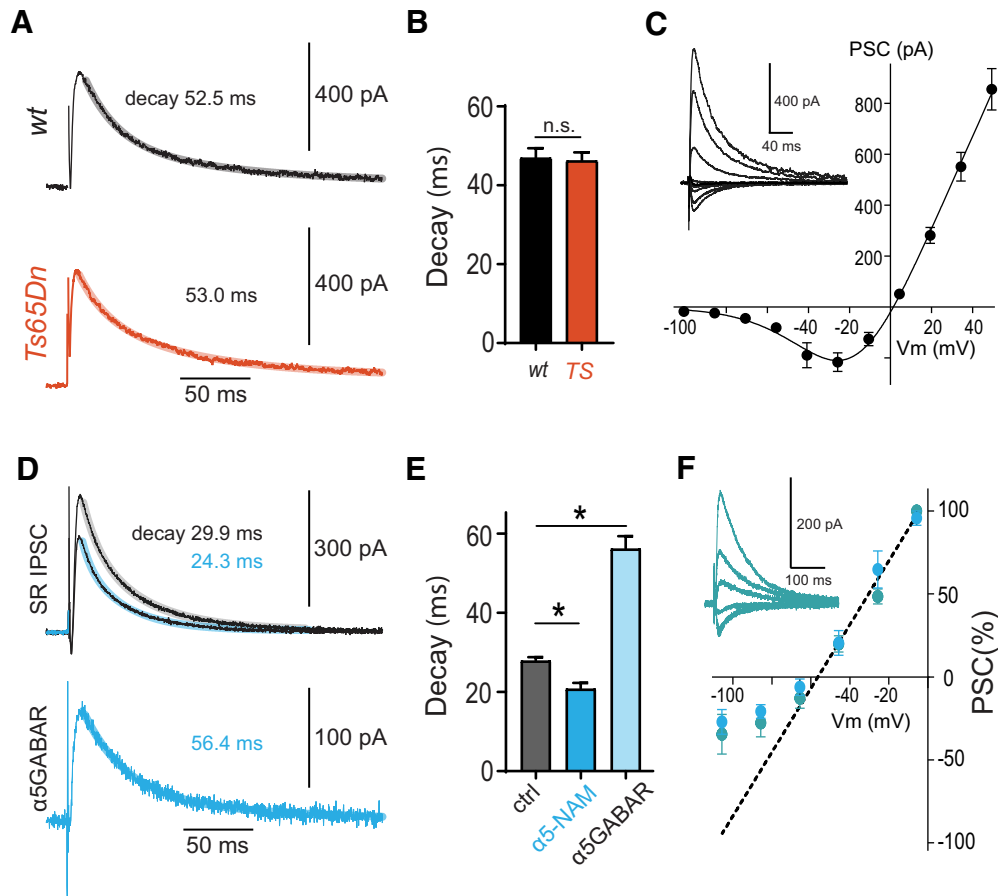 A
wt
decay 52.5 ms
400 pA
Ts65Dn
53.0 ms
400 pA
50 ms
B
Decay (ms)
60
40
20
0
n.s.
wt
TS
C
PSC (pA)
800
600
400
200
400 pA
40 ms
-100
-80
-60
-40
-20
20
40
Vm (mV)
D
SR IPSC
decay 29.9 ms
24.3 ms
300 pA
α5GABAR
56.4 ms
100 pA
50 ms
E
Decay (ms)
60
40
20
0
*
*
ctrl
α5-NAM
α5GABAR
F
200 pA
100 ms
100
50
0
-50
-100
PSC(%)
-100
-80
-40
-20
Vm (mV)